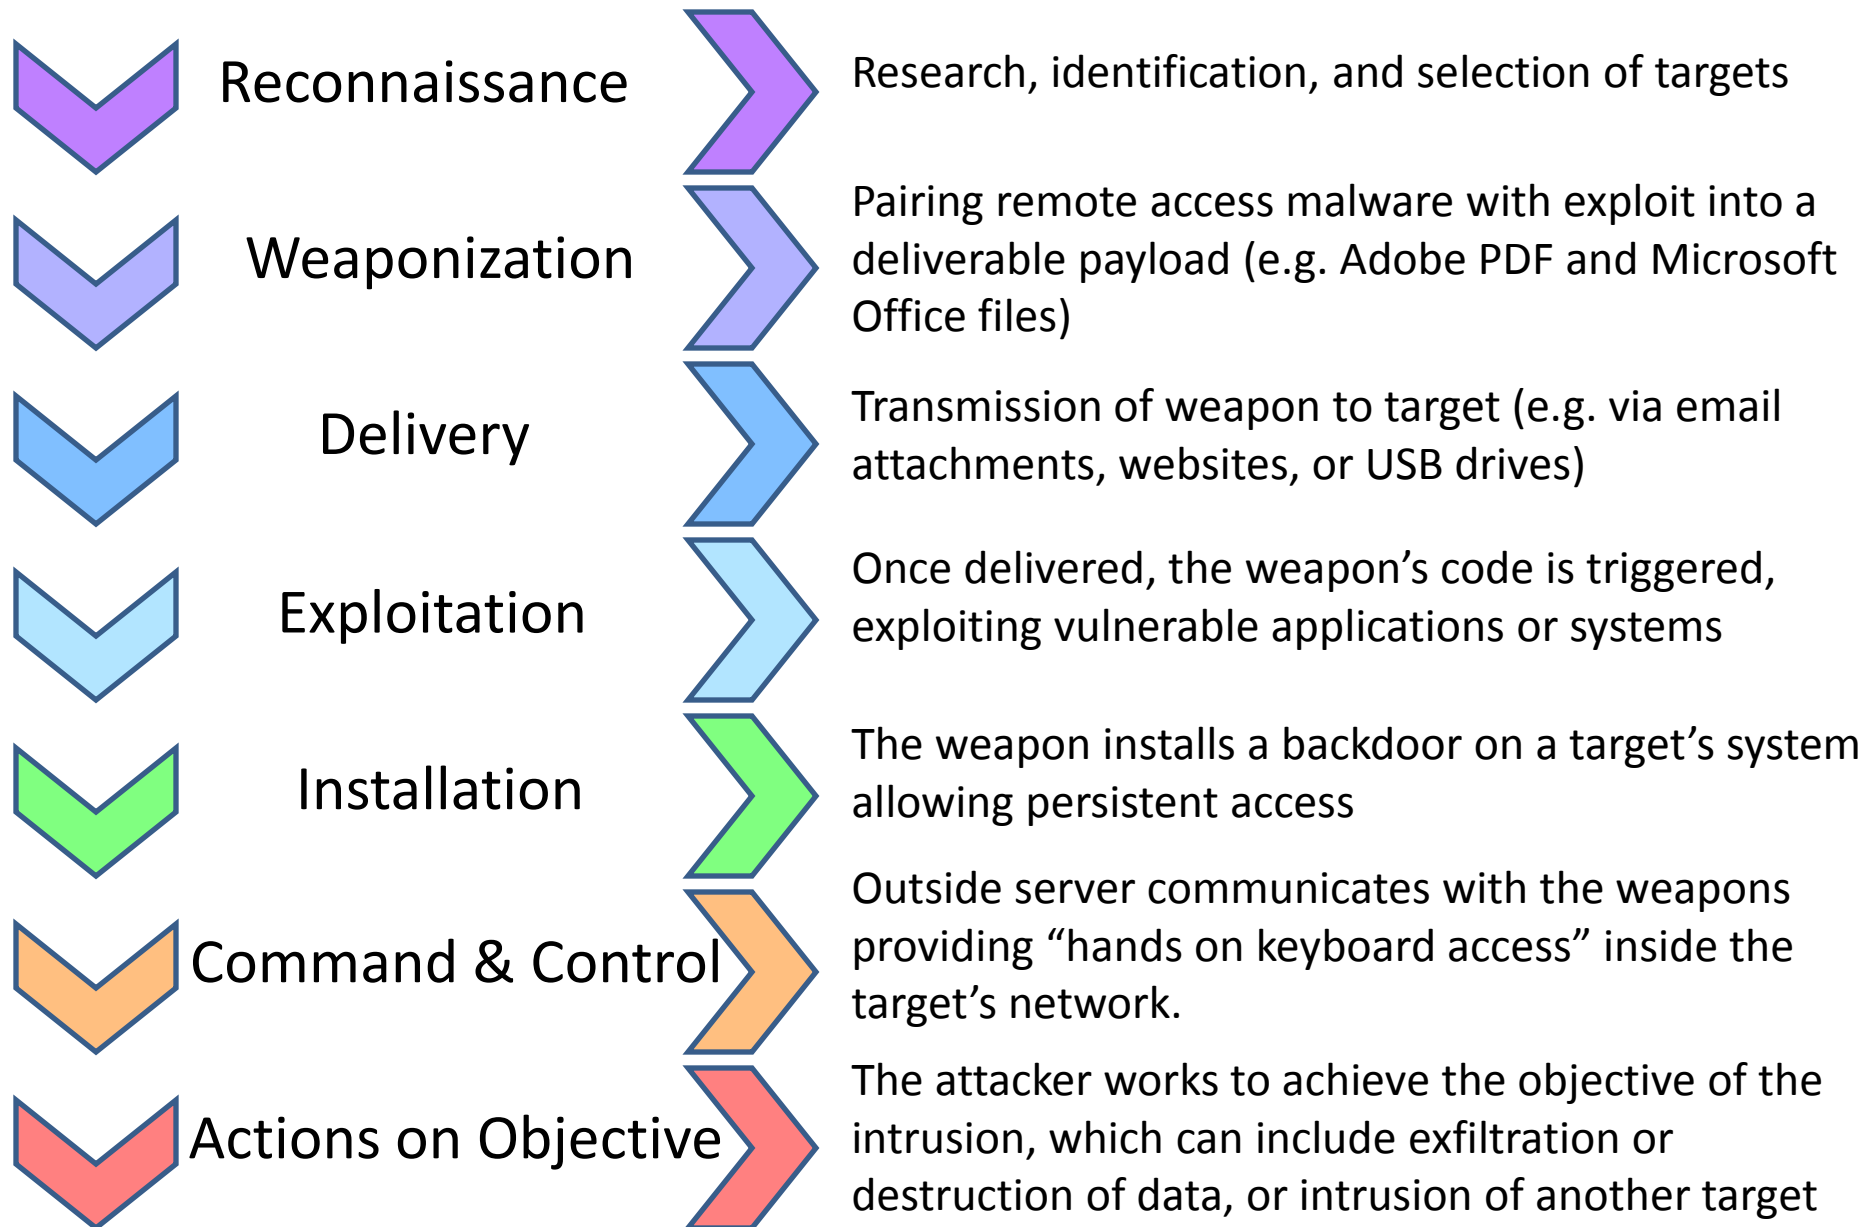 Reconnaissance
Research, identification, and selection of targets
Weaponization
Pairing remote access malware with exploit into a
deliverable payload (e.g. Adobe PDF and Microsoft
Office files)
Delivery
Transmission of weapon to target (e.g. via email
attachments, websites, or USB drives)
Exploitation
Once delivered, the weapon’s code is triggered,
exploiting vulnerable applications or systems
Installation
The weapon installs a backdoor on a target’s system
allowing persistent access
Command & Control
Outside server communicates with the weapons
providing “hands on keyboard access” inside the
target’s network.
Actions on Objective
The attacker works to achieve the objective of the
intrusion, which can include exfiltration or
destruction of data, or intrusion of another target